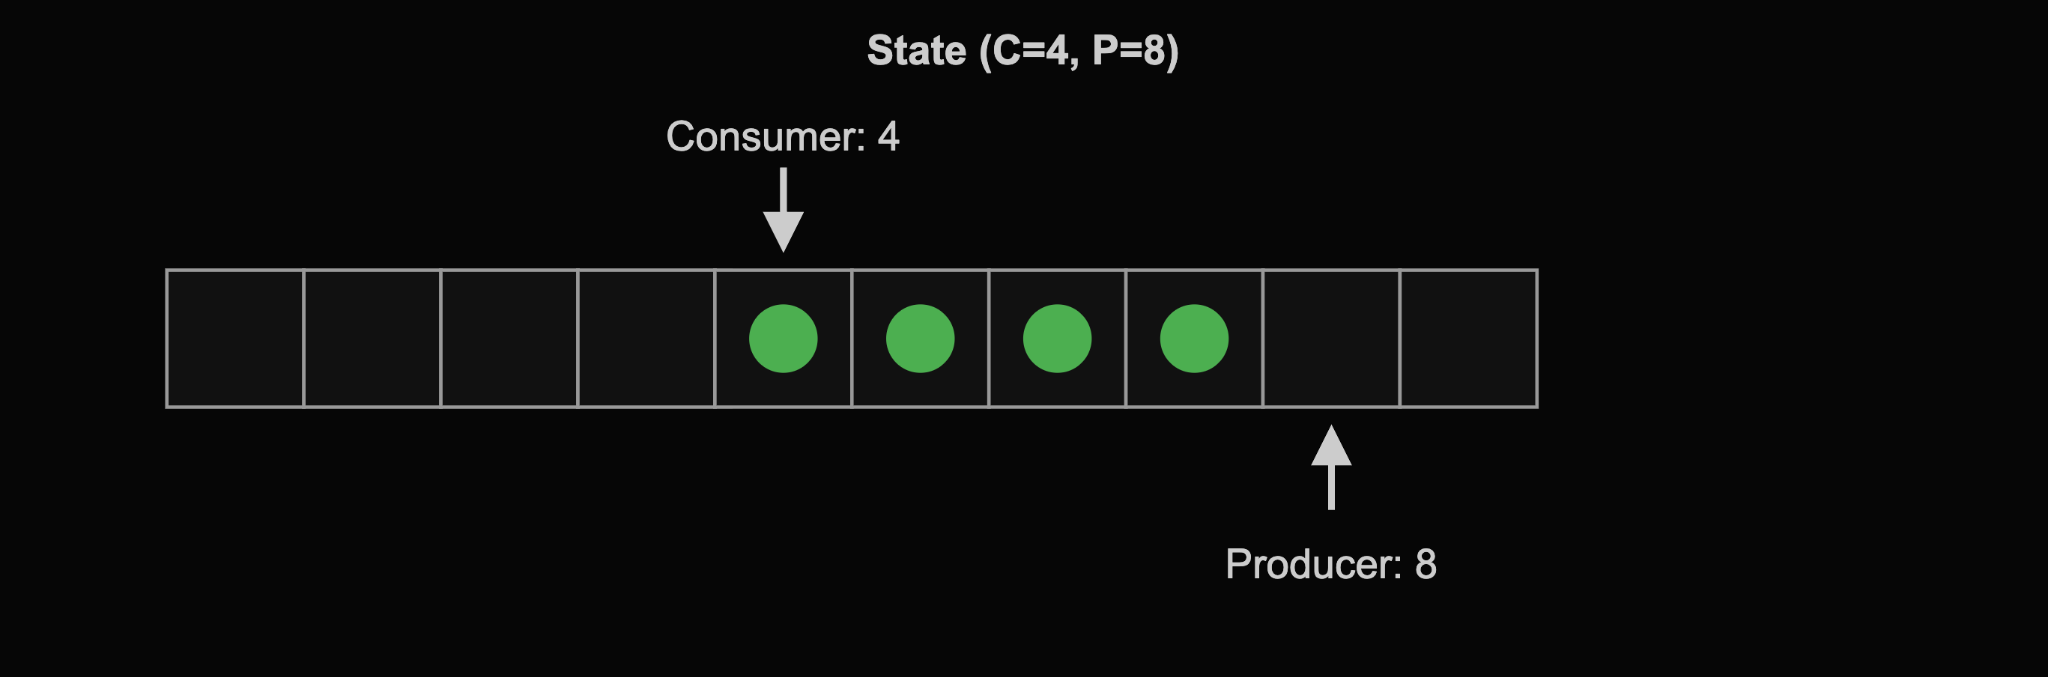 State (C=4, P=8)
Consumer: 4
Producer: 8